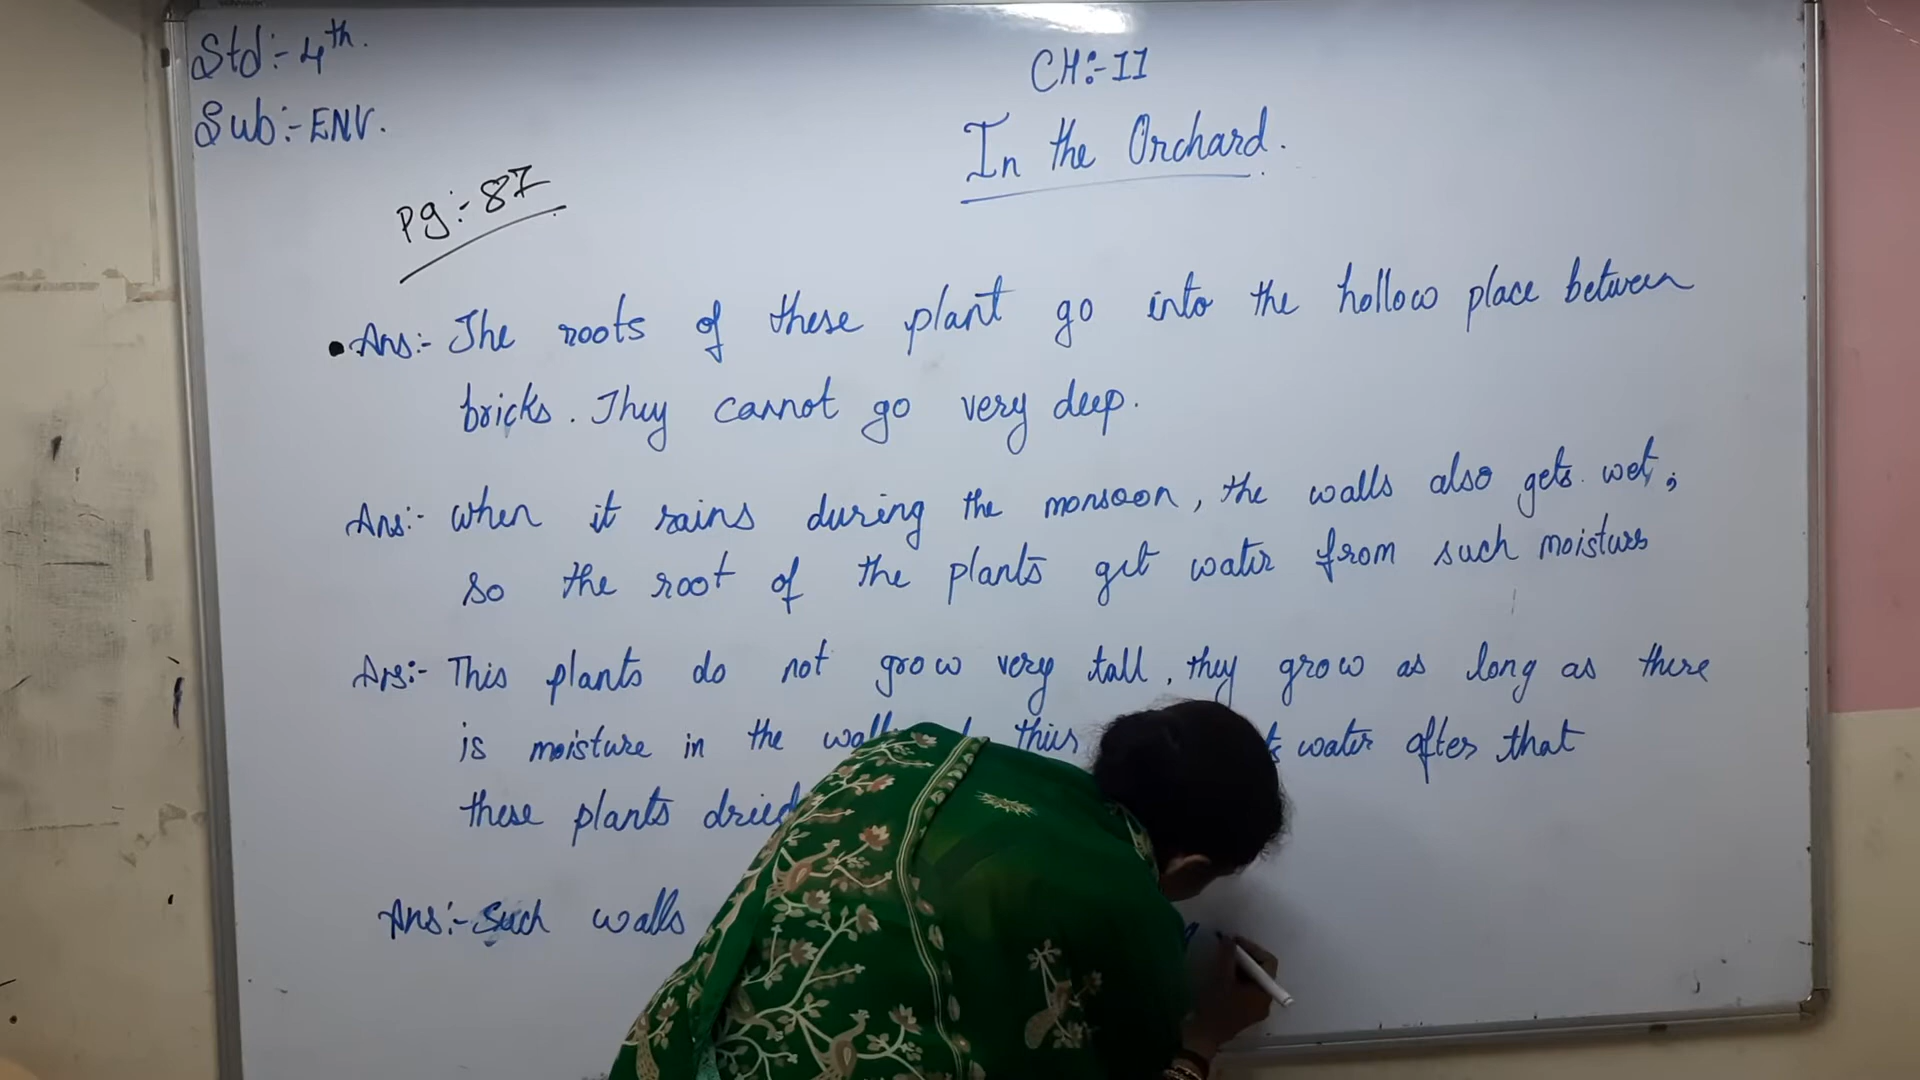 Std:- 4th.
Sub:- ENV.
CH:- II
In the Orchard.
Pg:- 87
Ans:- The roots of these plant go into the hollow place between
bricks. They cannot go very deep.
Ans:- When it rains during the monsoon, the walls also gets wet;
so the root of the plants get water from such moisture
Ans:- This plants do not grow very tall, they grow as long as there
is moisture in the water after that
these plants dried
Ans:- Such walls